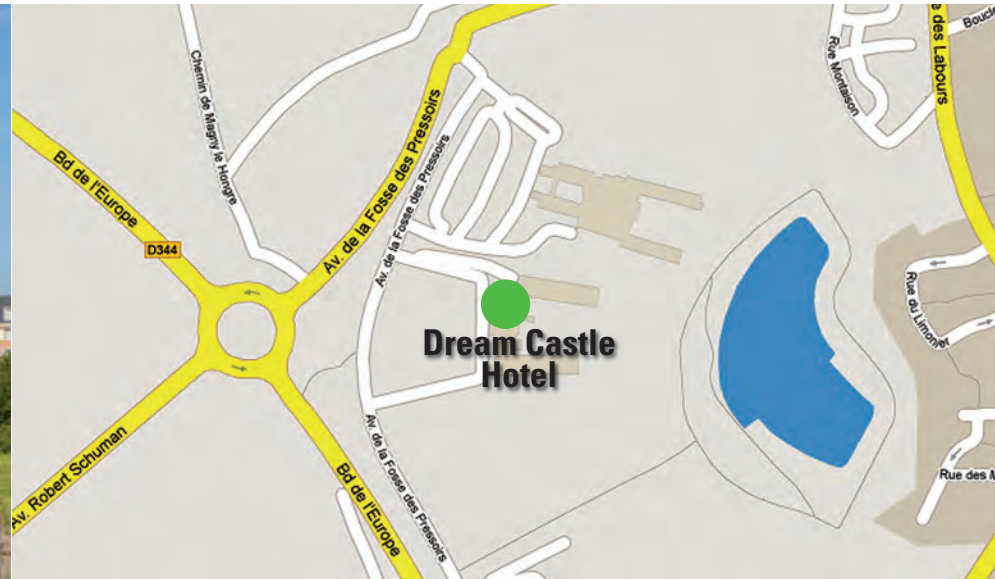 Chemin de Magny le Hongre
Bd de l'Europe
D344
Av. de la Fosse des Pressoirs
Av. de la Fosse des Pressoirs
Rue Montaison
Boucle
e des Labours
Rue du Limonier
Dream Castle
Hotel
Av. Robert Schuman
Bd de l'Europe
Av. de la Fosse des Pressoirs
Rue des M